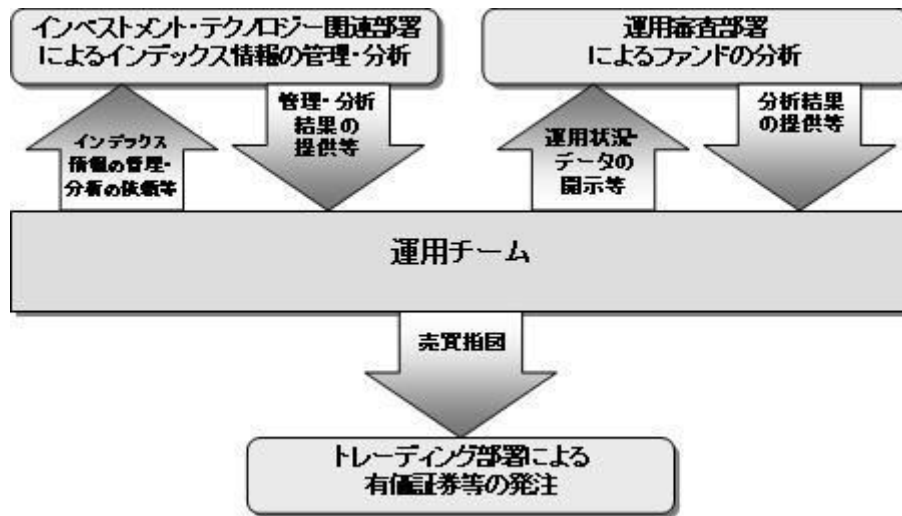 インベストメント・テクノロジー関連部署
によるインデックス情報の管理・分析
運用審査部署
によるファンドの分析
インデックス
情報の管理・
分析の依頼等
管理・分析
結果の
提供等
運用状況・
データの
開示等
分析結果
の提供等
運用チーム
売買指図
トレーディング部署による
有価証券等の発注